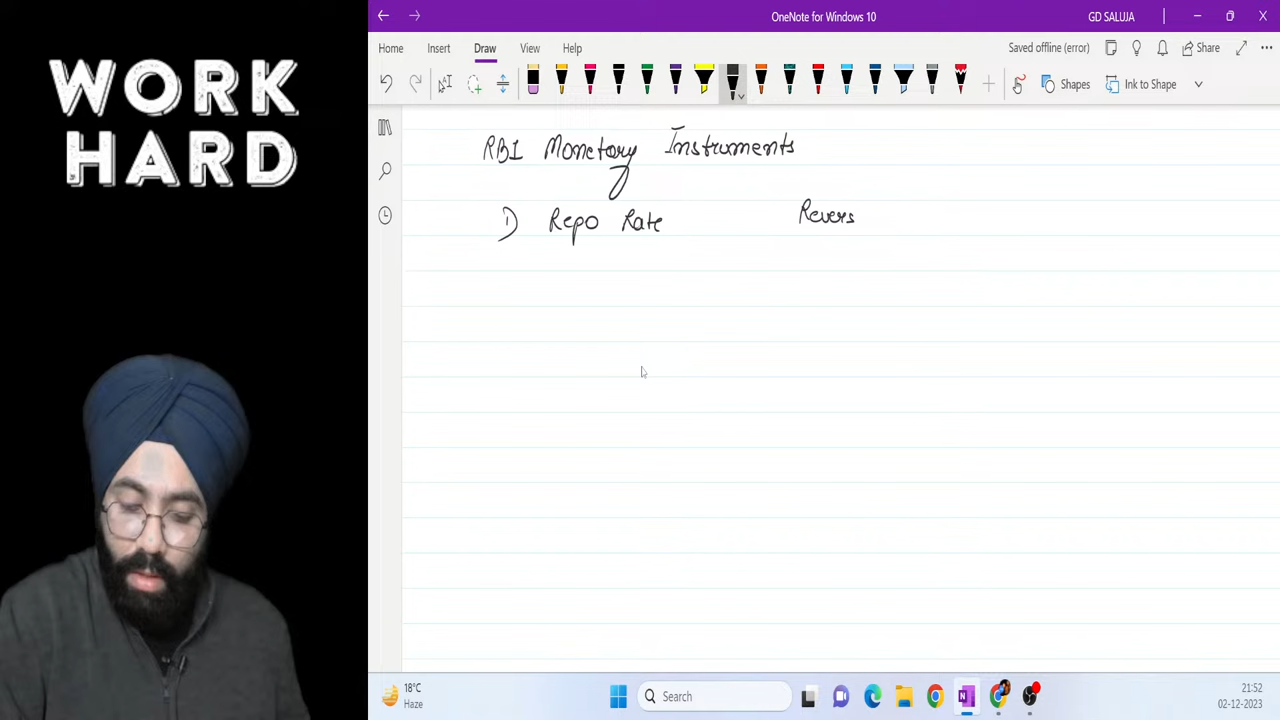 WORK
HARD
OneNote for Windows 10
GD SALUJA
Home Insert Draw View Help
Saved offline (error)
Share
Shapes
Ink to Shape
RBI Monetary Instruments
1) Repo Rate Revers
18°C
Haze
Search
21:52
02-12-2023